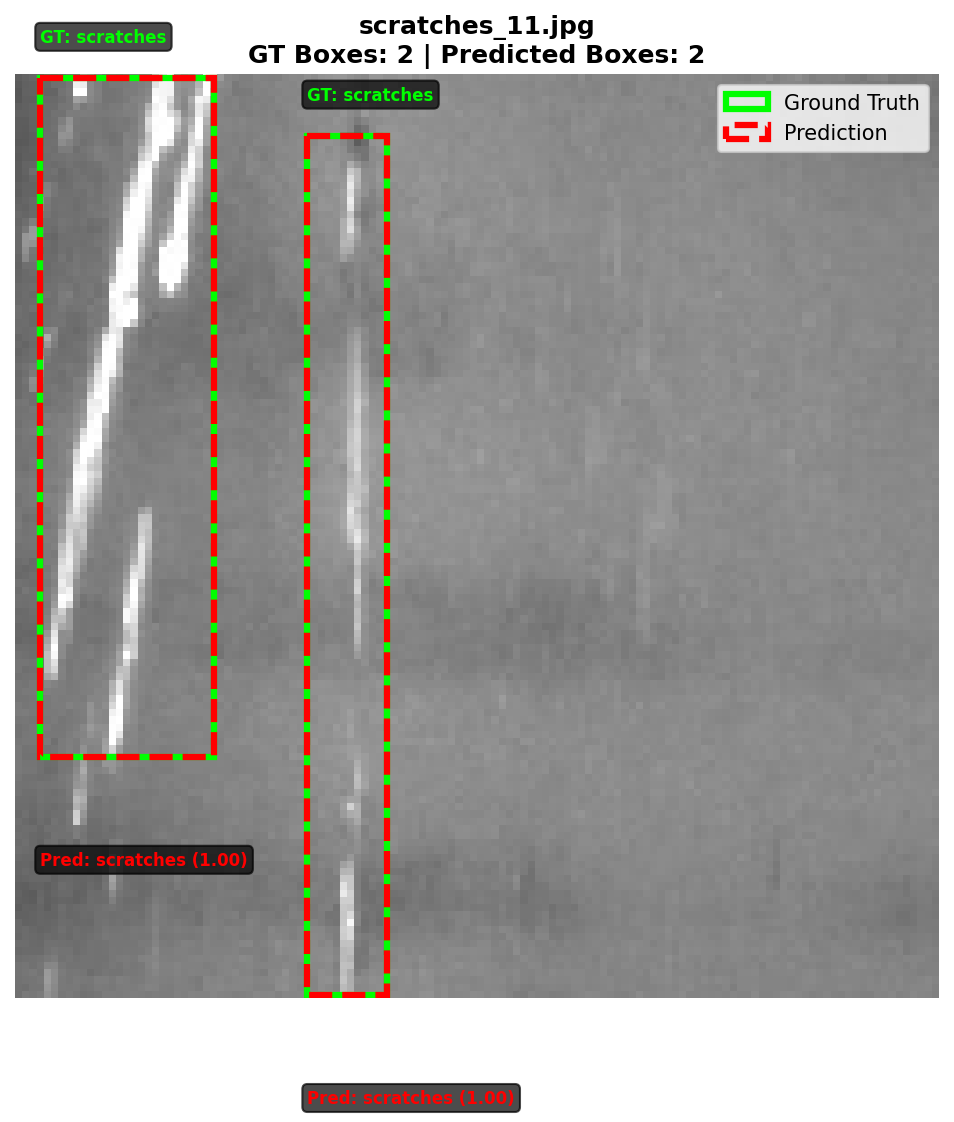 scratches_11.jpg
GT Boxes: 2 | Predicted Boxes: 2
GT: scratches
GT: scratches
Ground Truth
Prediction
Pred: scratches (1.00)
Pred: scratches (1.00)